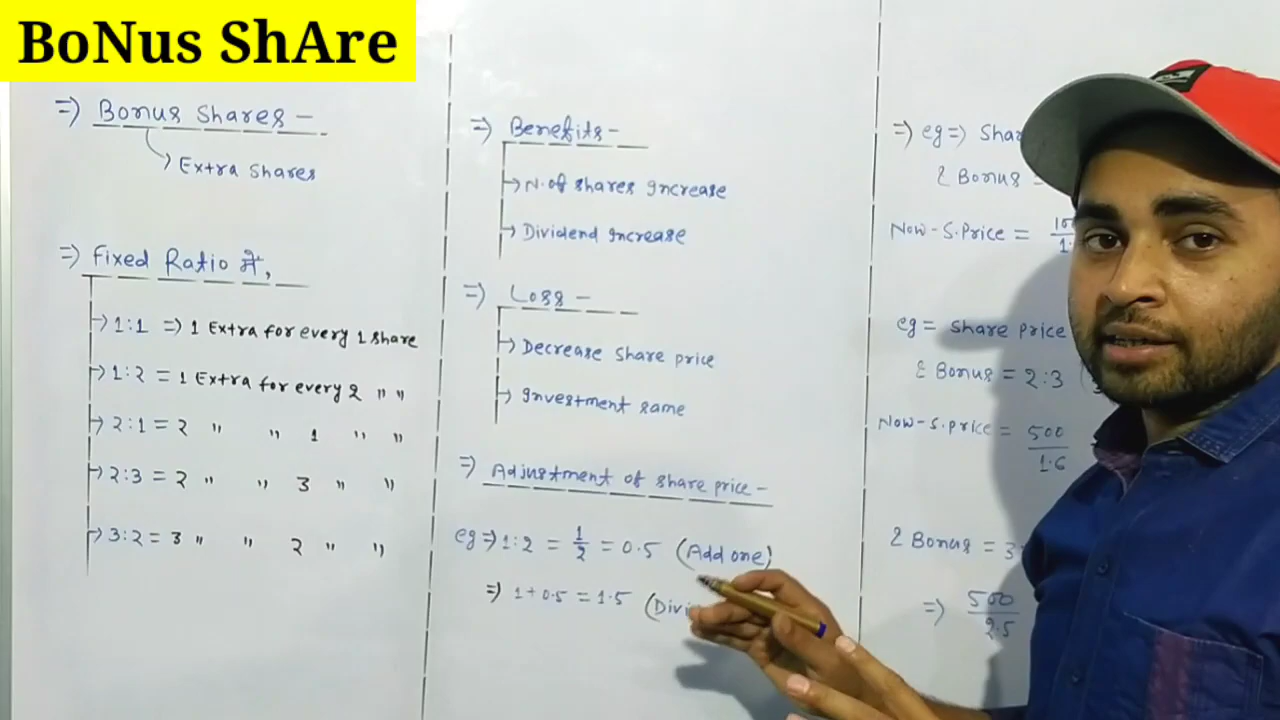 BoNus ShAre
=> Bonus Shares -
Extra Shares
=> Fixed Ratio में,
1:1 => 1 Extra for every 1 share
1:2 = 1 Extra for every 2 " "
2:1 = 2 " " 1 " "
2:3 = 2 " " 3 " "
3:2 = 3 " " 2 " "
=> Benefits -
N. of shares Increase
Dividend Increase
=> Loss -
Decrease Share price
Investment same
=> Adjustment of share price -
eg => 1:2 = 1/2 = 0.5 (Add one)
=> 1 + 0.5 = 1.5 (Divi
=> eg => Shar
& Bonus =
Now - S. Price =
eg = share price
& Bonus = 2:3
Now - S. price = 500/1.6
& Bonus = 3
=> 500/2.5